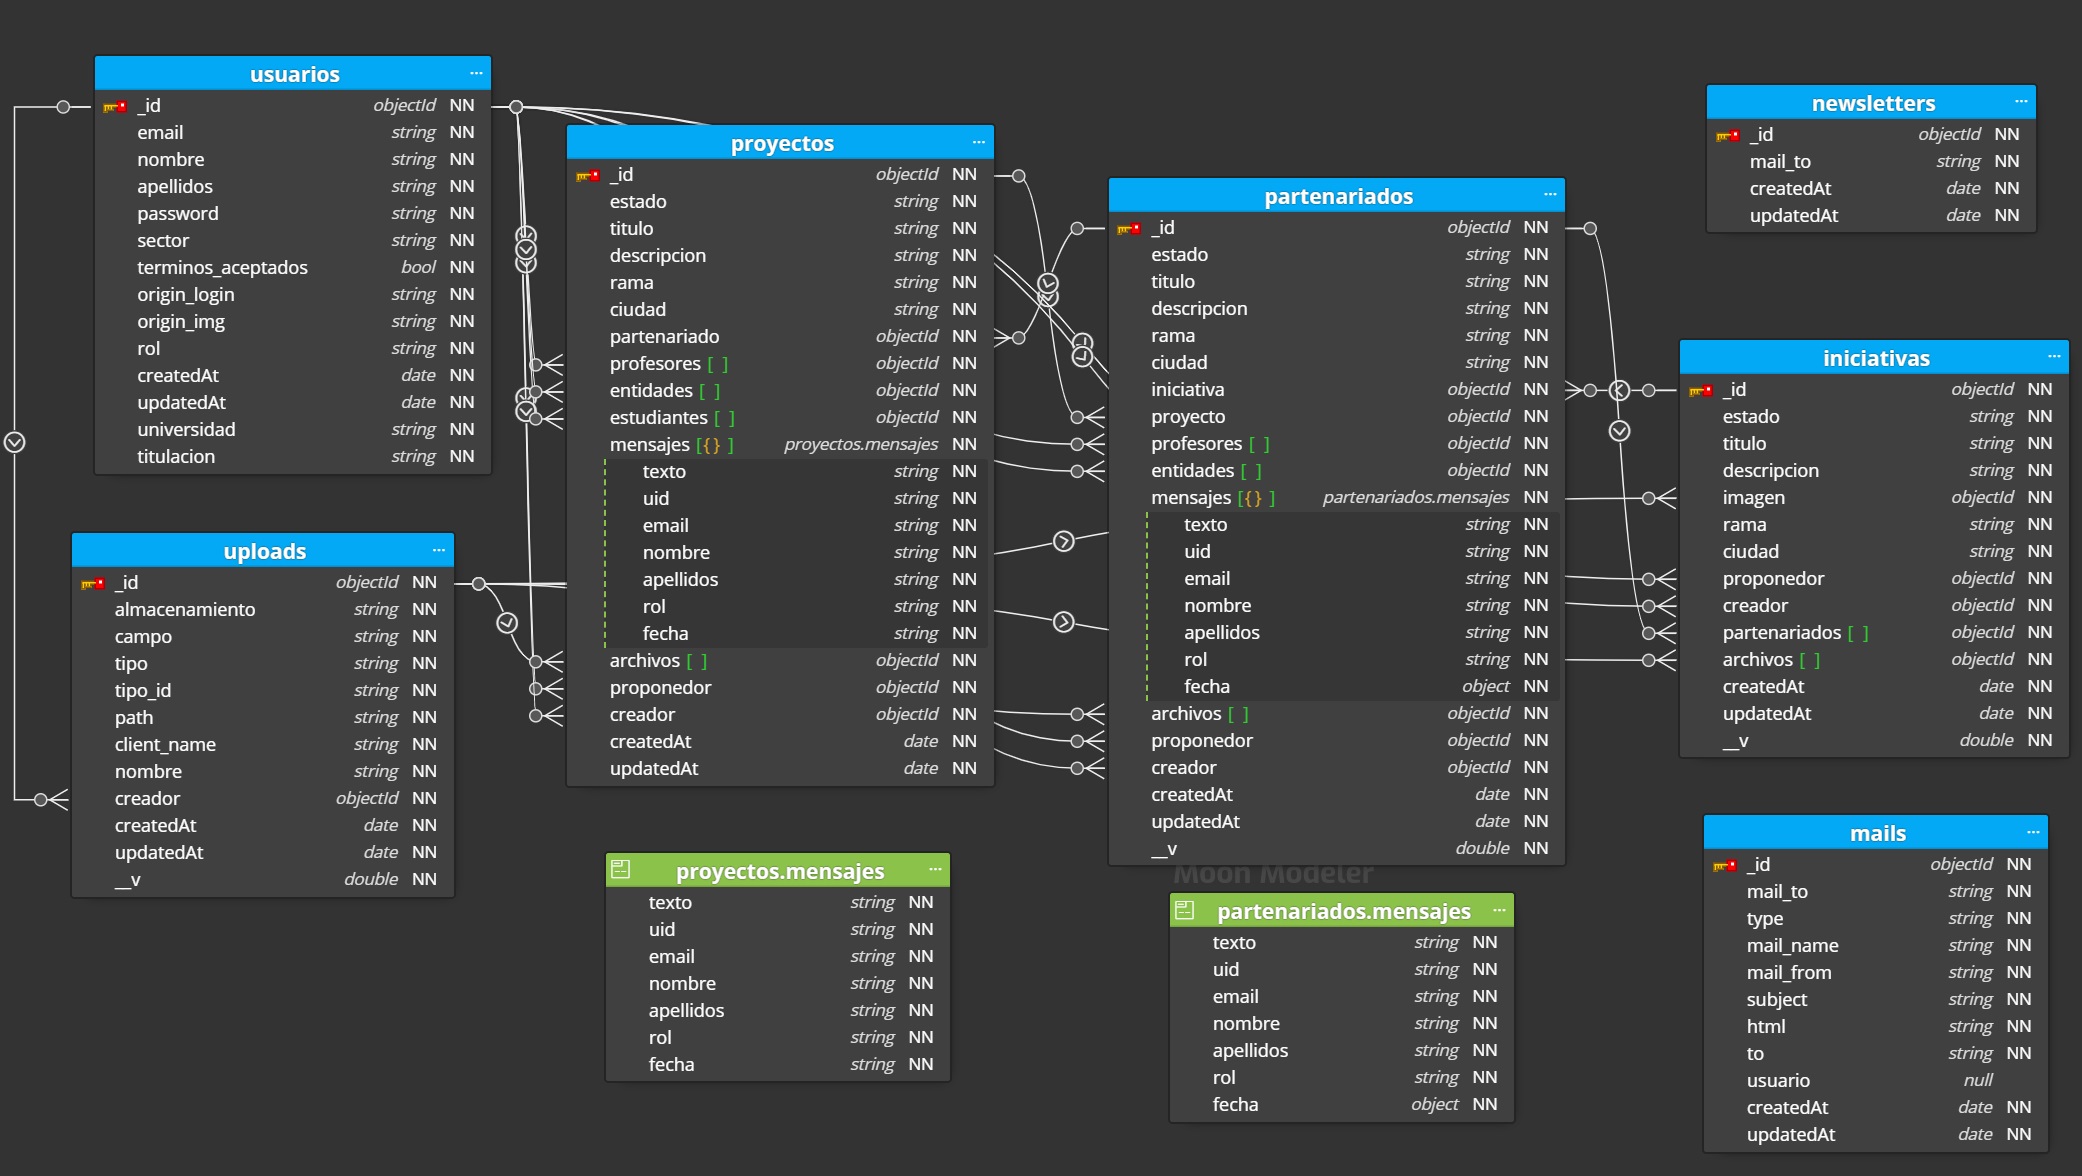 usuarios ...
_id objectId NN
email string NN
nombre string NN
apellidos string NN
password string NN
sector string NN
terminos_aceptados bool NN
origin_login string NN
origin_img string NN
rol string NN
createdAt date NN
updatedAt date NN
universidad string NN
titulacion string NN
uploads ...
_id objectId NN
almacenamiento string NN
campo string NN
tipo string NN
tipo_id string NN
path string NN
client_name string NN
nombre string NN
creador objectId NN
createdAt date NN
updatedAt date NN
__v double NN
proyectos ...
_id objectId NN
estado string NN
titulo string NN
descripcion string NN
rama string NN
ciudad string NN
partenariado objectId NN
profesores [ ] objectId NN
entidades [ ] objectId NN
estudiantes [ ] objectId NN
mensajes [{} ] proyectos.mensajes NN
texto string NN
uid string NN
email string NN
nombre string NN
apellidos string NN
rol string NN
fecha string NN
archivos [ ] objectId NN
proponedor objectId NN
creador objectId NN
createdAt date NN
updatedAt date NN
proyectos.mensajes ...
texto string NN
uid string NN
email string NN
nombre string NN
apellidos string NN
rol string NN
fecha string NN
partenariados ...
_id objectId NN
estado string NN
titulo string NN
descripcion string NN
rama string NN
ciudad string NN
iniciativa objectId NN
proyecto objectId NN
profesores [ ] objectId NN
entidades [ ] objectId NN
mensajes [{} ] partenariados.mensajes NN
texto string NN
uid string NN
email string NN
nombre string NN
apellidos string NN
rol string NN
fecha object NN
archivos [ ] objectId NN
proponedor objectId NN
creador objectId NN
createdAt date NN
updatedAt date NN
__v double NN
Moon Modeler
partenariados.mensajes ...
texto string NN
uid string NN
email string NN
nombre string NN
apellidos string NN
rol string NN
fecha object NN
newsletters ...
_id objectId NN
mail_to string NN
createdAt date NN
updatedAt date NN
iniciativas ...
_id objectId NN
estado string NN
titulo string NN
descripcion string NN
imagen objectId NN
rama string NN
ciudad string NN
proponedor objectId NN
creador objectId NN
partenariados [ ] objectId NN
archivos [ ] objectId NN
createdAt date NN
updatedAt date NN
__v double NN
mails ...
_id objectId NN
mail_to string NN
type string NN
mail_name string NN
mail_from string NN
subject string NN
html string NN
to string NN
usuario null
createdAt date NN
updatedAt date NN